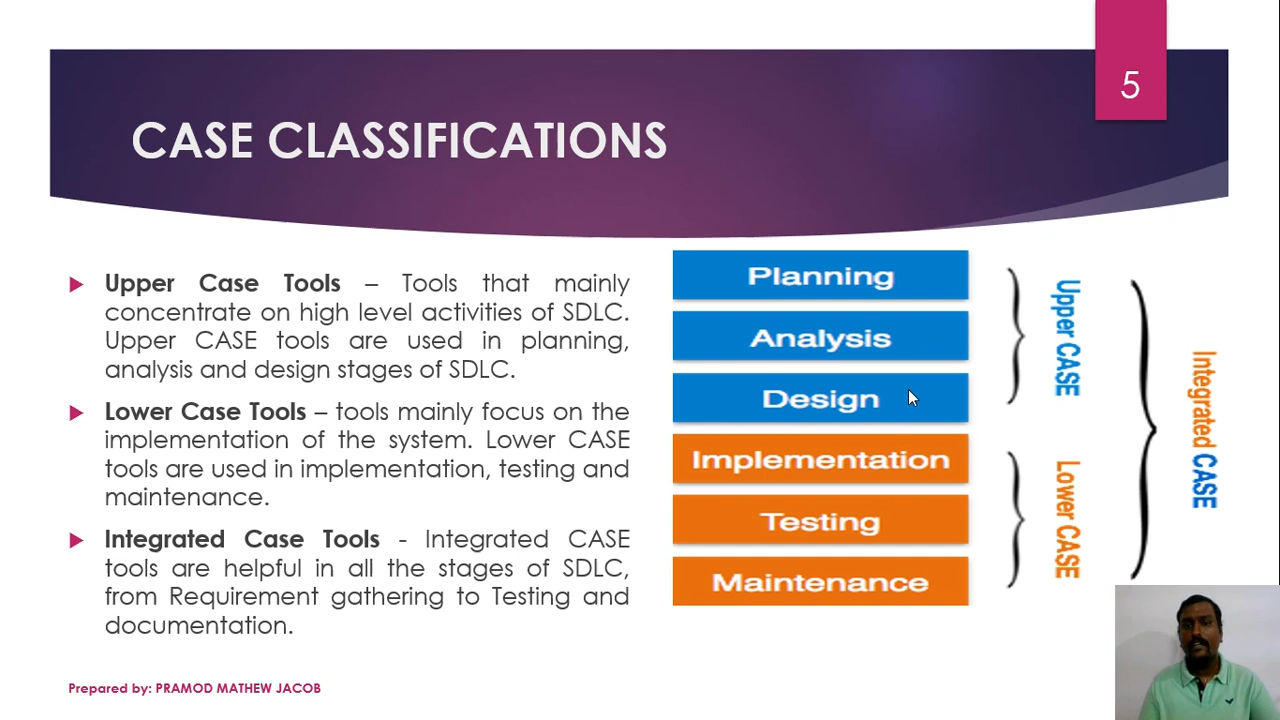 5
CASE CLASSIFICATIONS
Upper Case Tools – Tools that mainly
concentrate on high level activities of SDLC.
Upper CASE tools are used in planning,
analysis and design stages of SDLC.
Lower Case Tools – tools mainly focus on the
implementation of the system. Lower CASE
tools are used in implementation, testing and
maintenance.
Integrated Case Tools - Integrated CASE
tools are helpful in all the stages of SDLC,
from Requirement gathering to Testing and
documentation.
Planning
Analysis
Design
Implementation
Testing
Maintenance
Upper CASE
Lower CASE
Integrated CASE
Prepared by: PRAMOD MATHEW JACOB